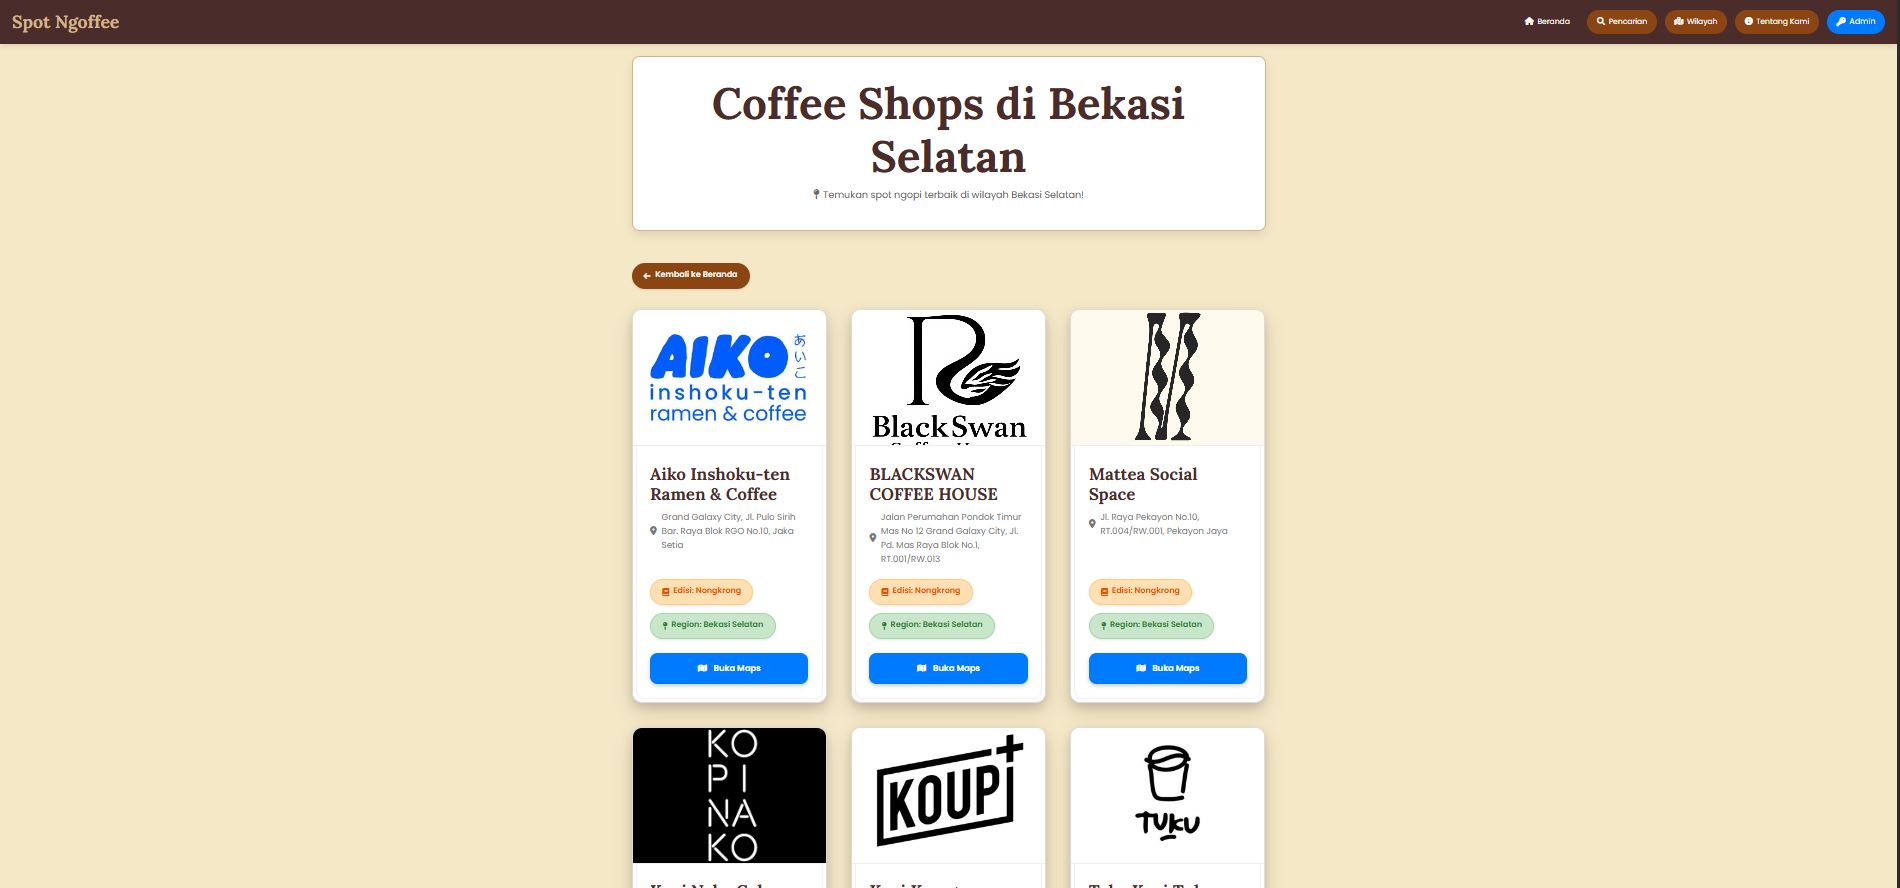 Spot Ngoffee
Beranda
Pencarian
Wilayah
Tentang Kami
Admin
Coffee Shops di Bekasi
Selatan
Temukan spot ngopi terbaik di wilayah Bekasi Selatan!
Kembali ke Beranda
AIKO
あいこ
inshoku-ten
ramen & coffee
Aiko Inshoku-ten
Ramen & Coffee
Grand Galaxy City, Jl. Pulo Sirih
Bar. Raya Blok RGO No.10, Jaka
Setia
Edisi: Nongkrong
Region: Bekasi Selatan
Buka Maps
R
Black Swan
BLACKSWAN
COFFEE HOUSE
Jalan Perumahan Pondok Timur
Mas No 12 Grand Galaxy City, Jl.
Pd. Mas Raya Blok No.1,
RT.001/RW.013
Edisi: Nongkrong
Region: Bekasi Selatan
Buka Maps
Mattea Social
Space
Jl. Raya Pekayon No.10,
RT.004/RW.001, Pekayon Jaya
Edisi: Nongkrong
Region: Bekasi Selatan
Buka Maps
KO
PI
NA
KO
KOUPI+
TUKU